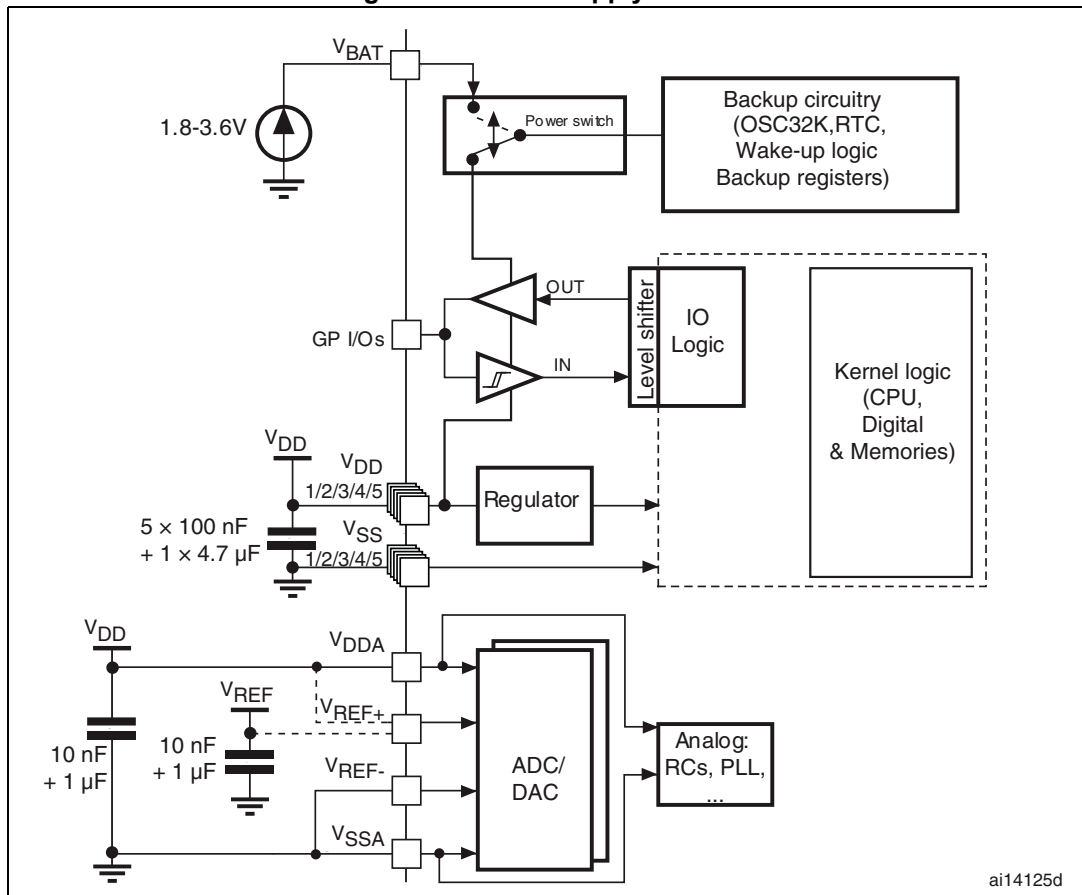 VBAT
1.8-3.6V
Power switch
Backup circuitry
(OSC32K,RTC,
Wake-up logic
Backup registers)
OUT
GP I/Os
IN
Level shifter
IO
Logic
Kernel logic
(CPU,
Digital
& Memories)
VDD
VDD
1/2/3/4/5
Regulator
5 × 100 nF
+ 1 × 4.7 µF
VSS
1/2/3/4/5
VDD
VDDA
VREF
VREF+
10 nF
+ 1 µF
10 nF
+ 1 µF
VREF-
ADC/
DAC
Analog:
RCs, PLL,
...
VSSA
ai14125d